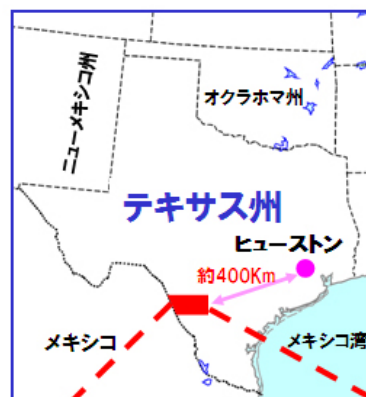 オクラホマ州
ニューメキシコ州
テキサス州
ヒューストン
約400Km
メキシコ
メキシコ湾